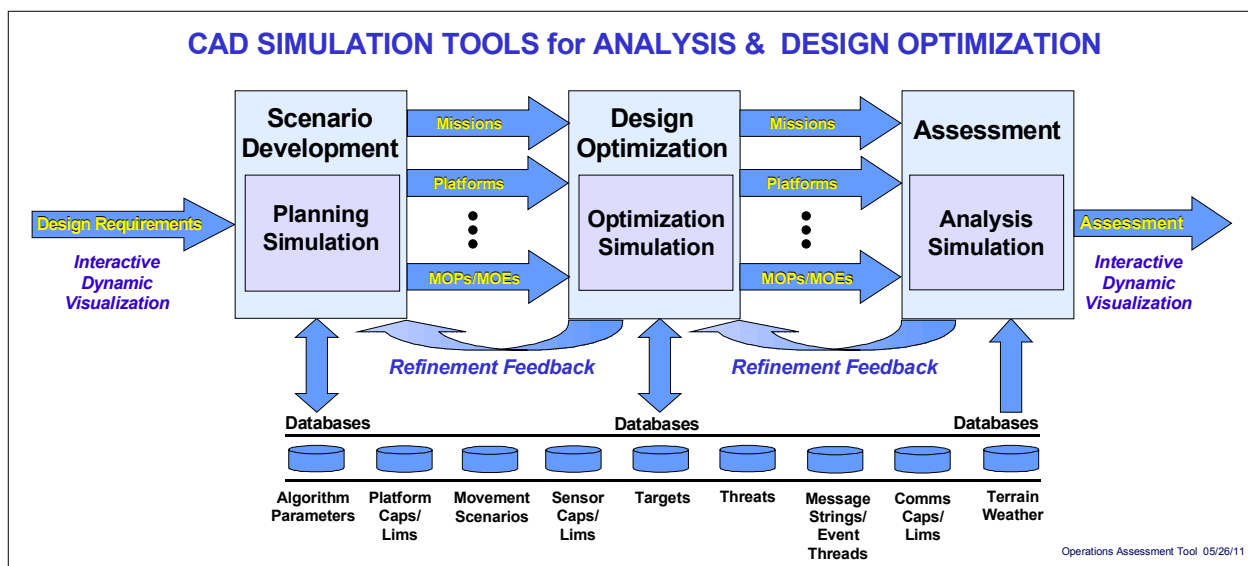 CAD SIMULATION TOOLS for ANALYSIS & DESIGN OPTIMIZATION
Scenario
Development
Planning
Simulation
Design Requirements
Interactive
Dynamic
Visualization
Missions
Platforms
MOPs/MOEs
Design
Optimization
Optimization
Simulation
Missions
Platforms
MOPs/MOEs
Assessment
Analysis
Simulation
Assessment
Interactive
Dynamic
Visualization
Refinement Feedback
Refinement Feedback
Databases
Databases
Databases
Algorithm
Parameters
Platform
Caps/
Lims
Movement
Scenarios
Sensor
Caps/
Lims
Targets
Threats
Message
Strings/
Event
Threads
Comms
Caps/
Lims
Terrain
Weather
Operations Assessment Tool 05/26/11